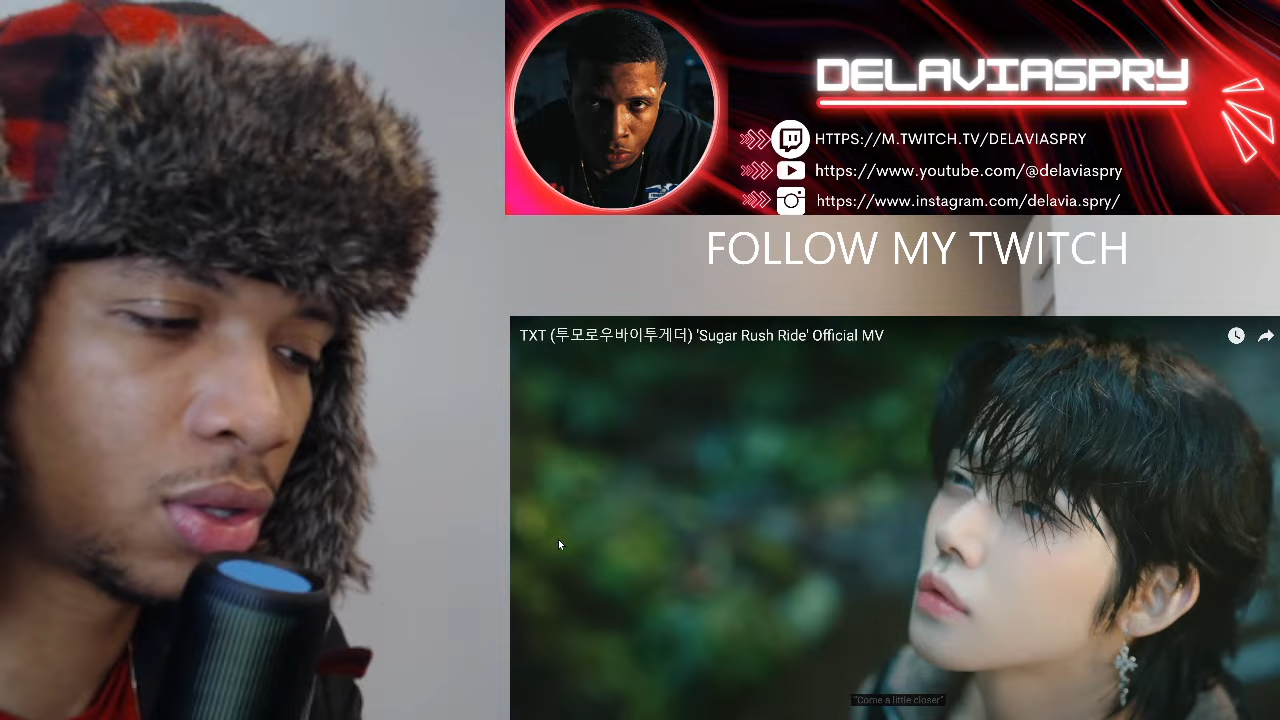 DELAVIASPRY
HTTPS://M.TWITCH.TV/DELAVIASPRY
https://www.youtube.com/@delaviaspry
https://www.instagram.com/delavia.spry/
FOLLOW MY TWITCH
TXT (투모로우바이투게더) 'Sugar Rush Ride' Official MV
"Come a little closer"